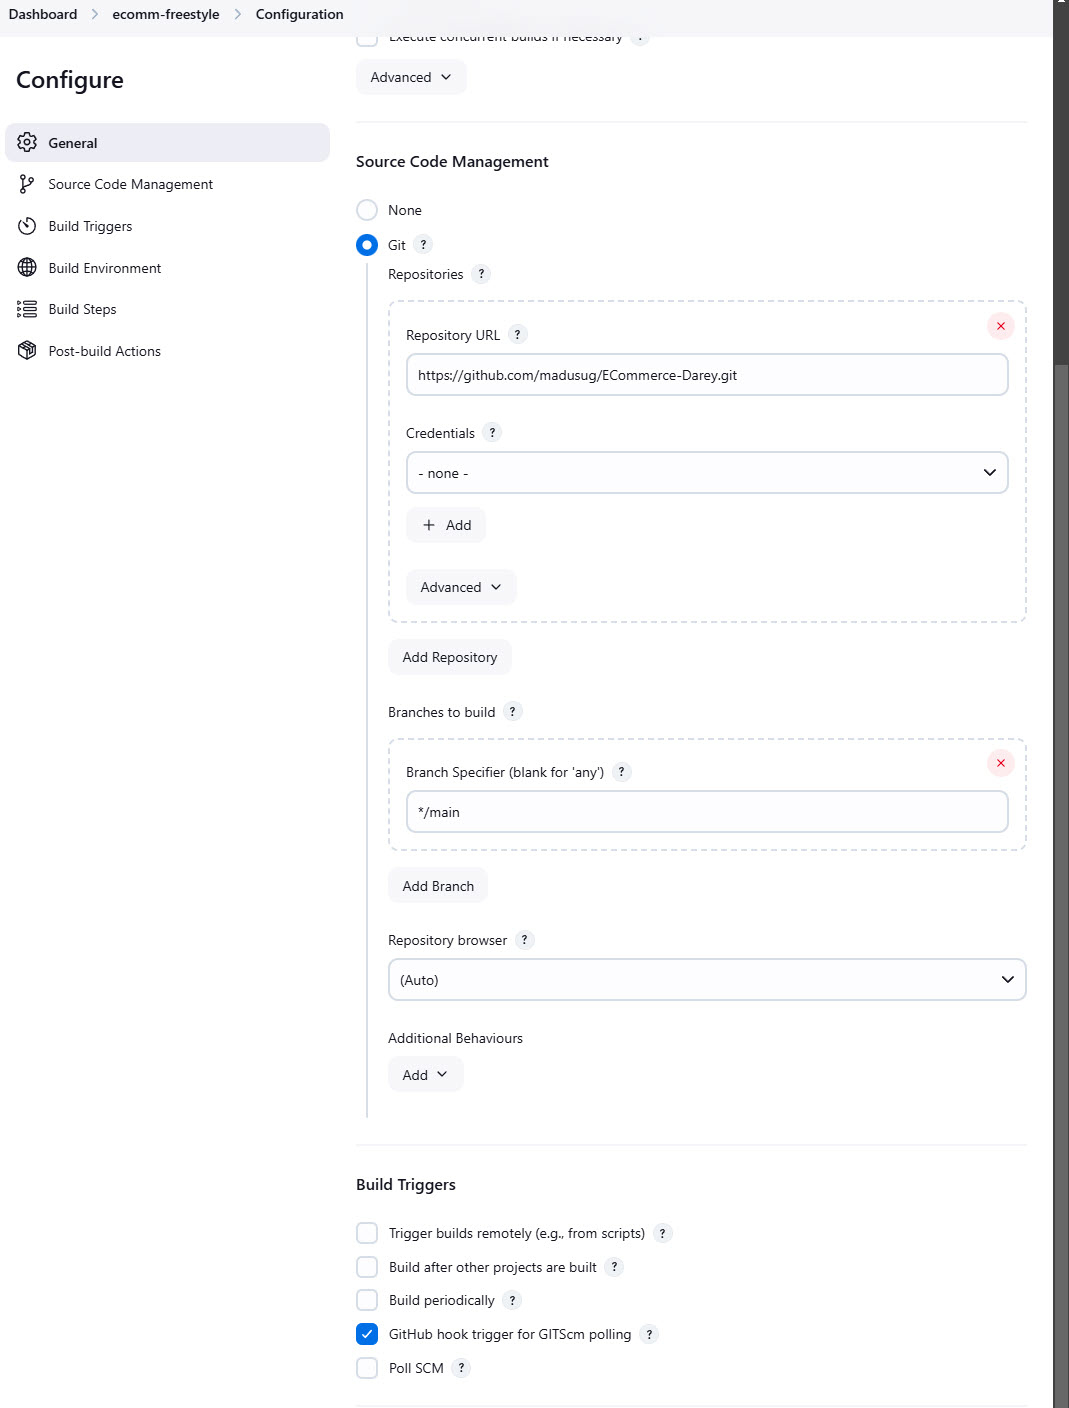 Dashboard > ecomm-freestyle > Configuration
Configure
General
Source Code Management
Build Triggers
Build Environment
Build Steps
Post-build Actions
Execute concurrent builds if necessary ?
Advanced
Source Code Management
None
Git ?
Repositories ?
Repository URL ?
https://github.com/madusug/ECommerce-Darey.git
Credentials ?
- none -
+ Add
Advanced
Add Repository
Branches to build ?
Branch Specifier (blank for 'any') ?
*/main
Add Branch
Repository browser ?
(Auto)
Additional Behaviours
Add
Build Triggers
Trigger builds remotely (e.g., from scripts) ?
Build after other projects are built ?
Build periodically ?
GitHub hook trigger for GITScm polling ?
Poll SCM ?